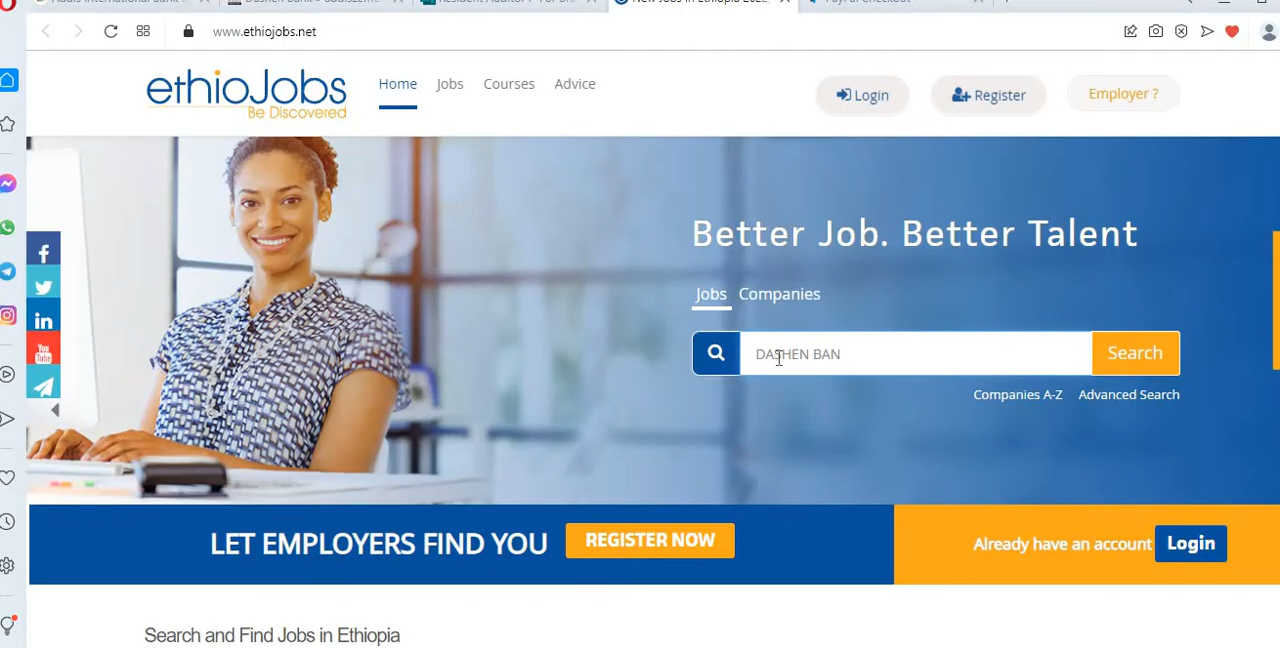 www.ethiojobs.net
ethioJobs
Be Discovered
Home Jobs Courses Advice
Login Register Employer ?
Better Job. Better Talent
Jobs Companies
DASHEN BAN
Search
Companies A-Z Advanced Search
You
Tube
LET EMPLOYERS FIND YOU REGISTER NOW
Already have an account Login
Search and Find Jobs in Ethiopia